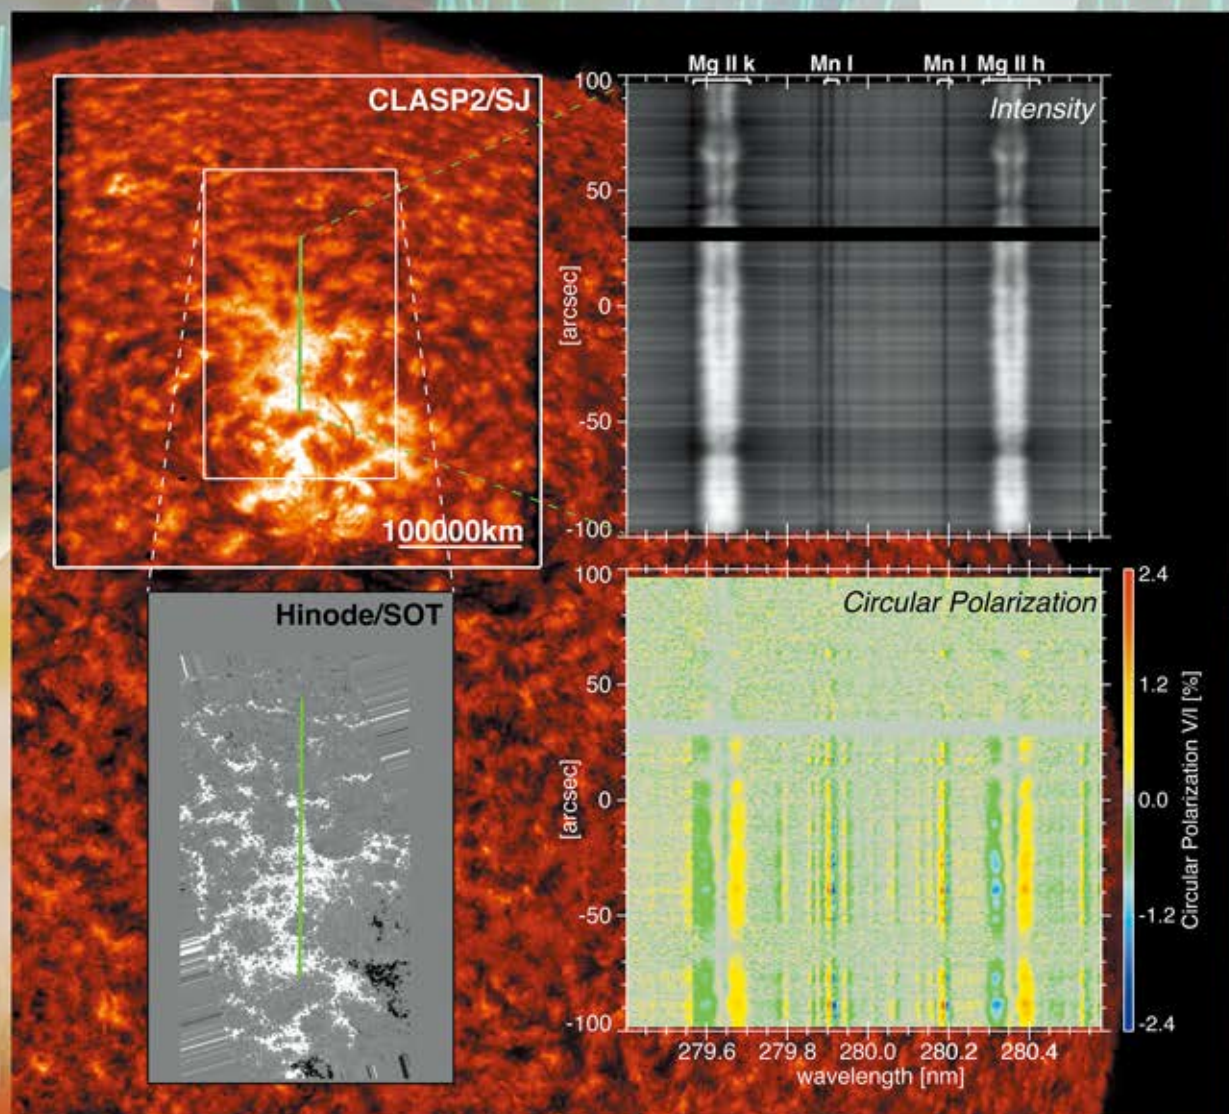 CLASP2/SJ
100000km
Hinode/SOT
Mg II k Mn I Mn I Mg II h
Intensity
100
50
0
-50
-100
[arcsec]
Circular Polarization
100
50
0
-50
-100
[arcsec]
279.6 279.8 280.0 280.2 280.4
wavelength [nm]
2.4
1.2
0.0
-1.2
-2.4
Circular Polarization V/I [%]